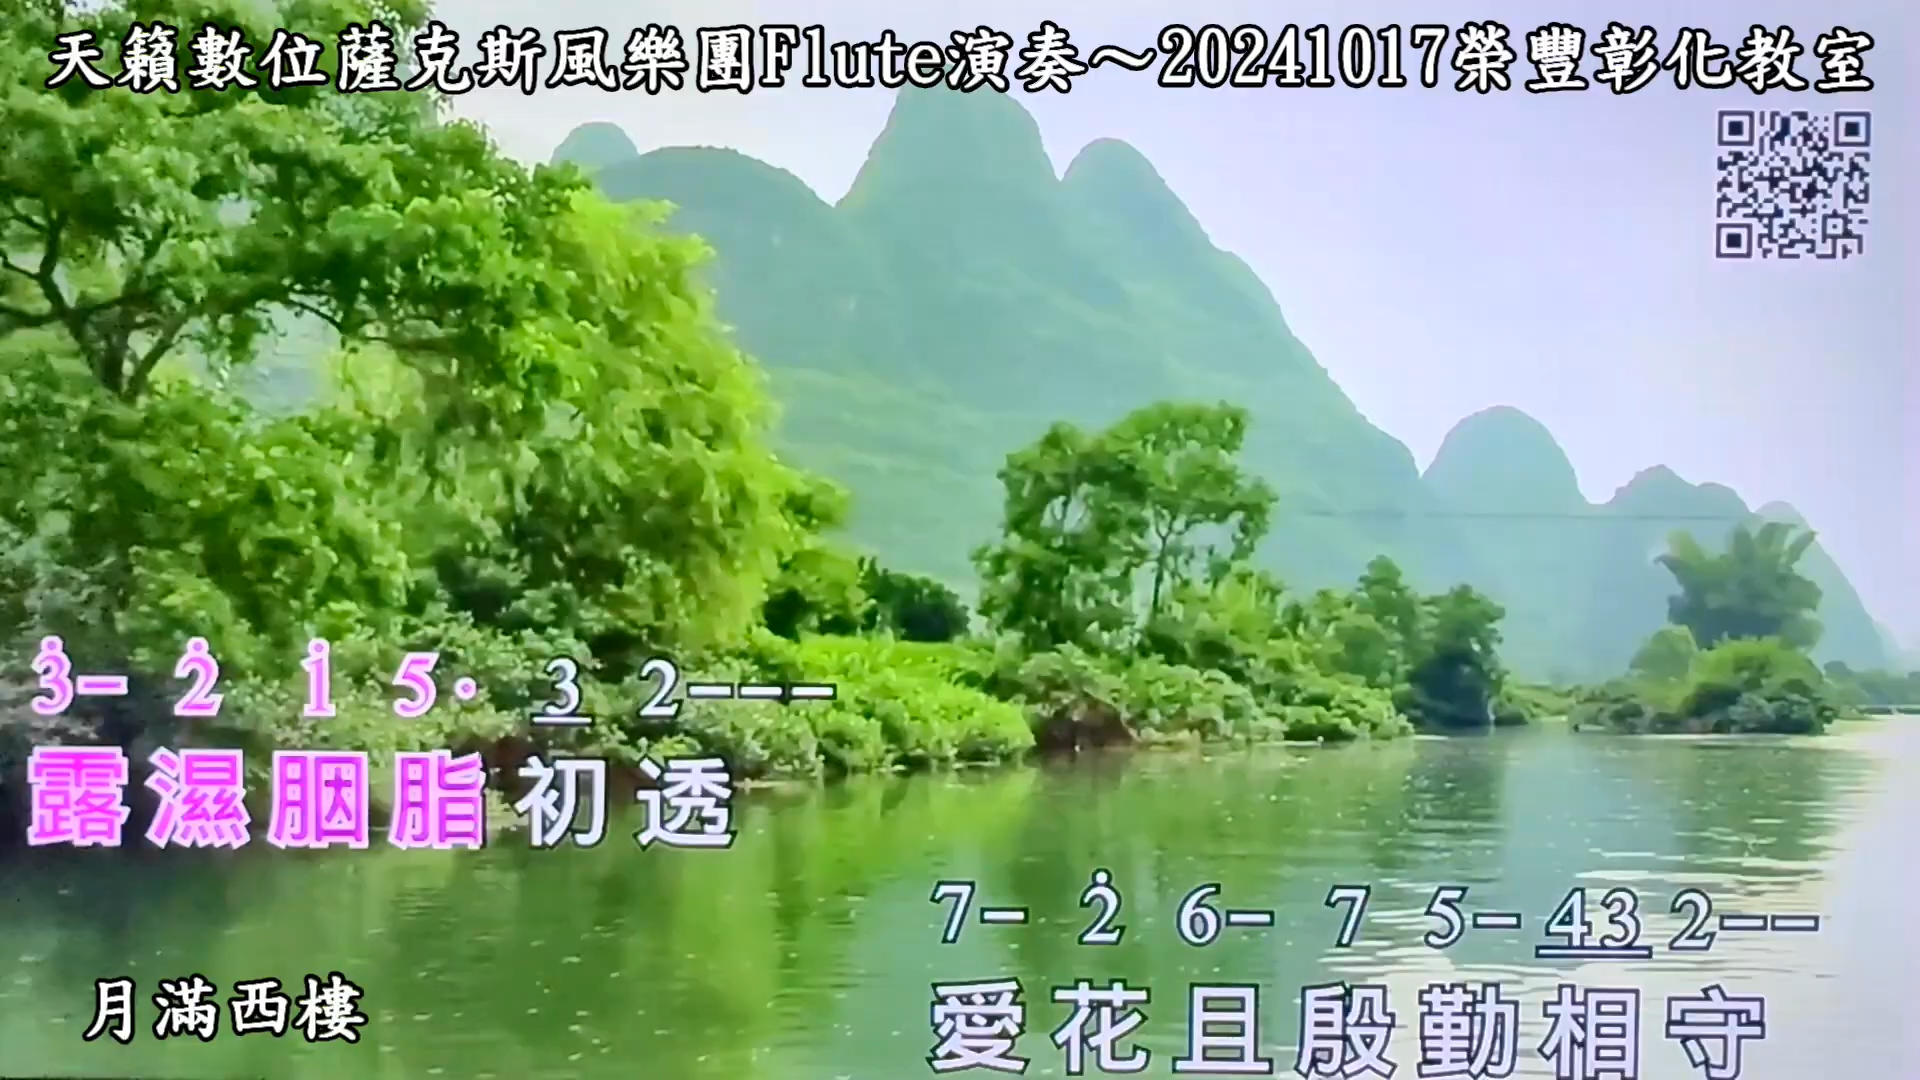 天籟數位薩克斯風樂團Flute演奏～20241017榮豐彰化教室
3̇– 2̇ 1̇ 5· 3 2–––
露濕胭脂初透
7– 2̇ 6– 7 5– 43 2––
愛花且殷勤相守
月滿西樓